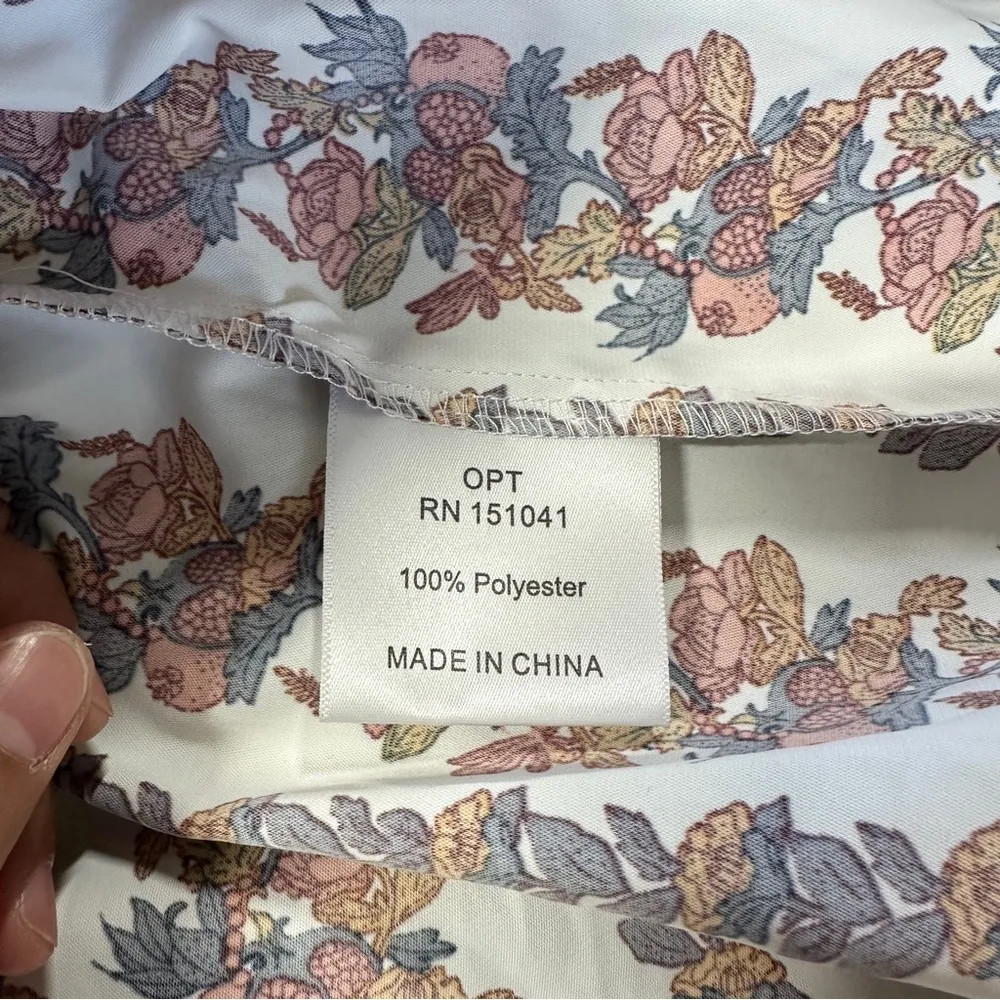 OPT
RN 151041
100% Polyester
MADE IN CHINA